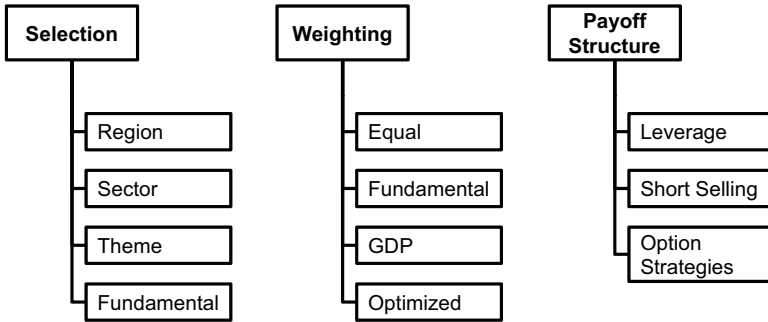 Selection
Region
Sector
Theme
Fundamental
Weighting
Equal
Fundamental
GDP
Optimized
Payoff
Structure
Leverage
Short Selling
Option
Strategies